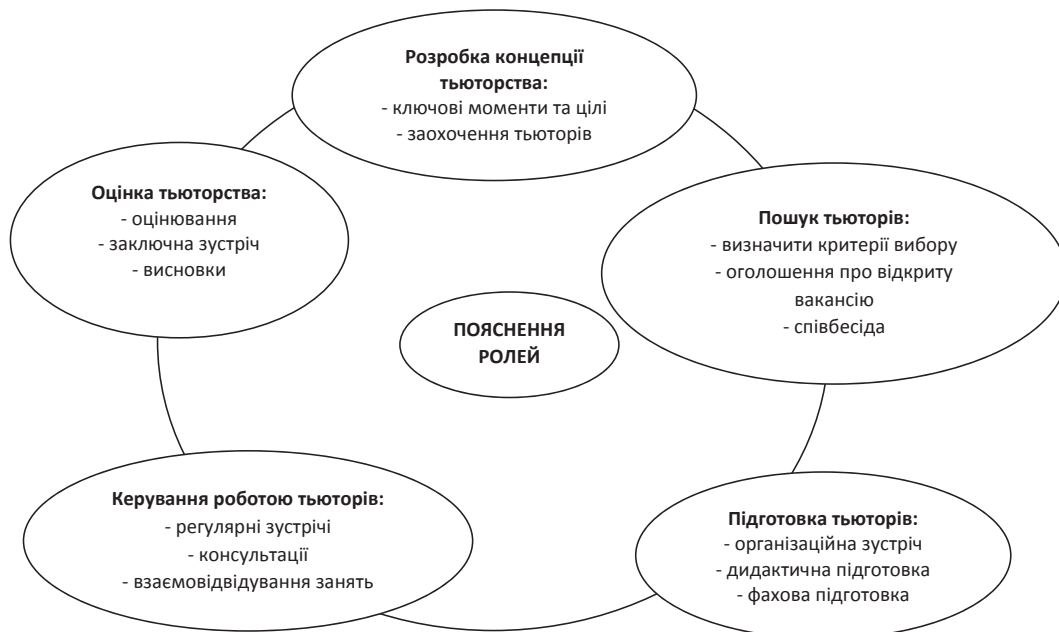 Розробка концепції
тьюторства:
- ключові моменти та цілі
- заохочення тьюторів
Оцінка тьюторства:
- оцінювання
- заключна зустріч
- висновки
Пошук тьюторів:
- визначити критерії вибору
- оголошення про відкриту
вакансію
- співбесіда
ПОЯСНЕННЯ
РОЛЕЙ
Керування роботою тьюторів:
- регулярні зустрічі
- консультації
- взаємовідвідування занять
Підготовка тьюторів:
- організаційна зустріч
- дидактична підготовка
- фахова підготовка